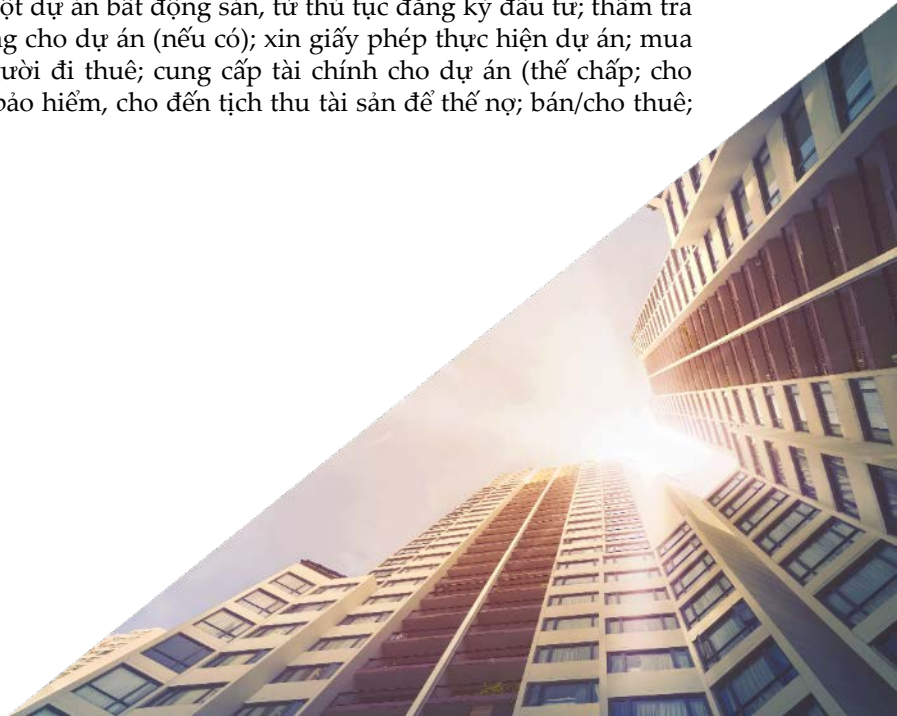 ột dự án bất động sản, từ thủ tục đăng ký đầu tư; thẩm tra
ng cho dự án (nếu có); xin giấy phép thực hiện dự án; mua
ười đi thuê; cung cấp tài chính cho dự án (thế chấp; cho
bảo hiểm, cho đến tịch thu tài sản để thế nợ; bán/cho thuê;